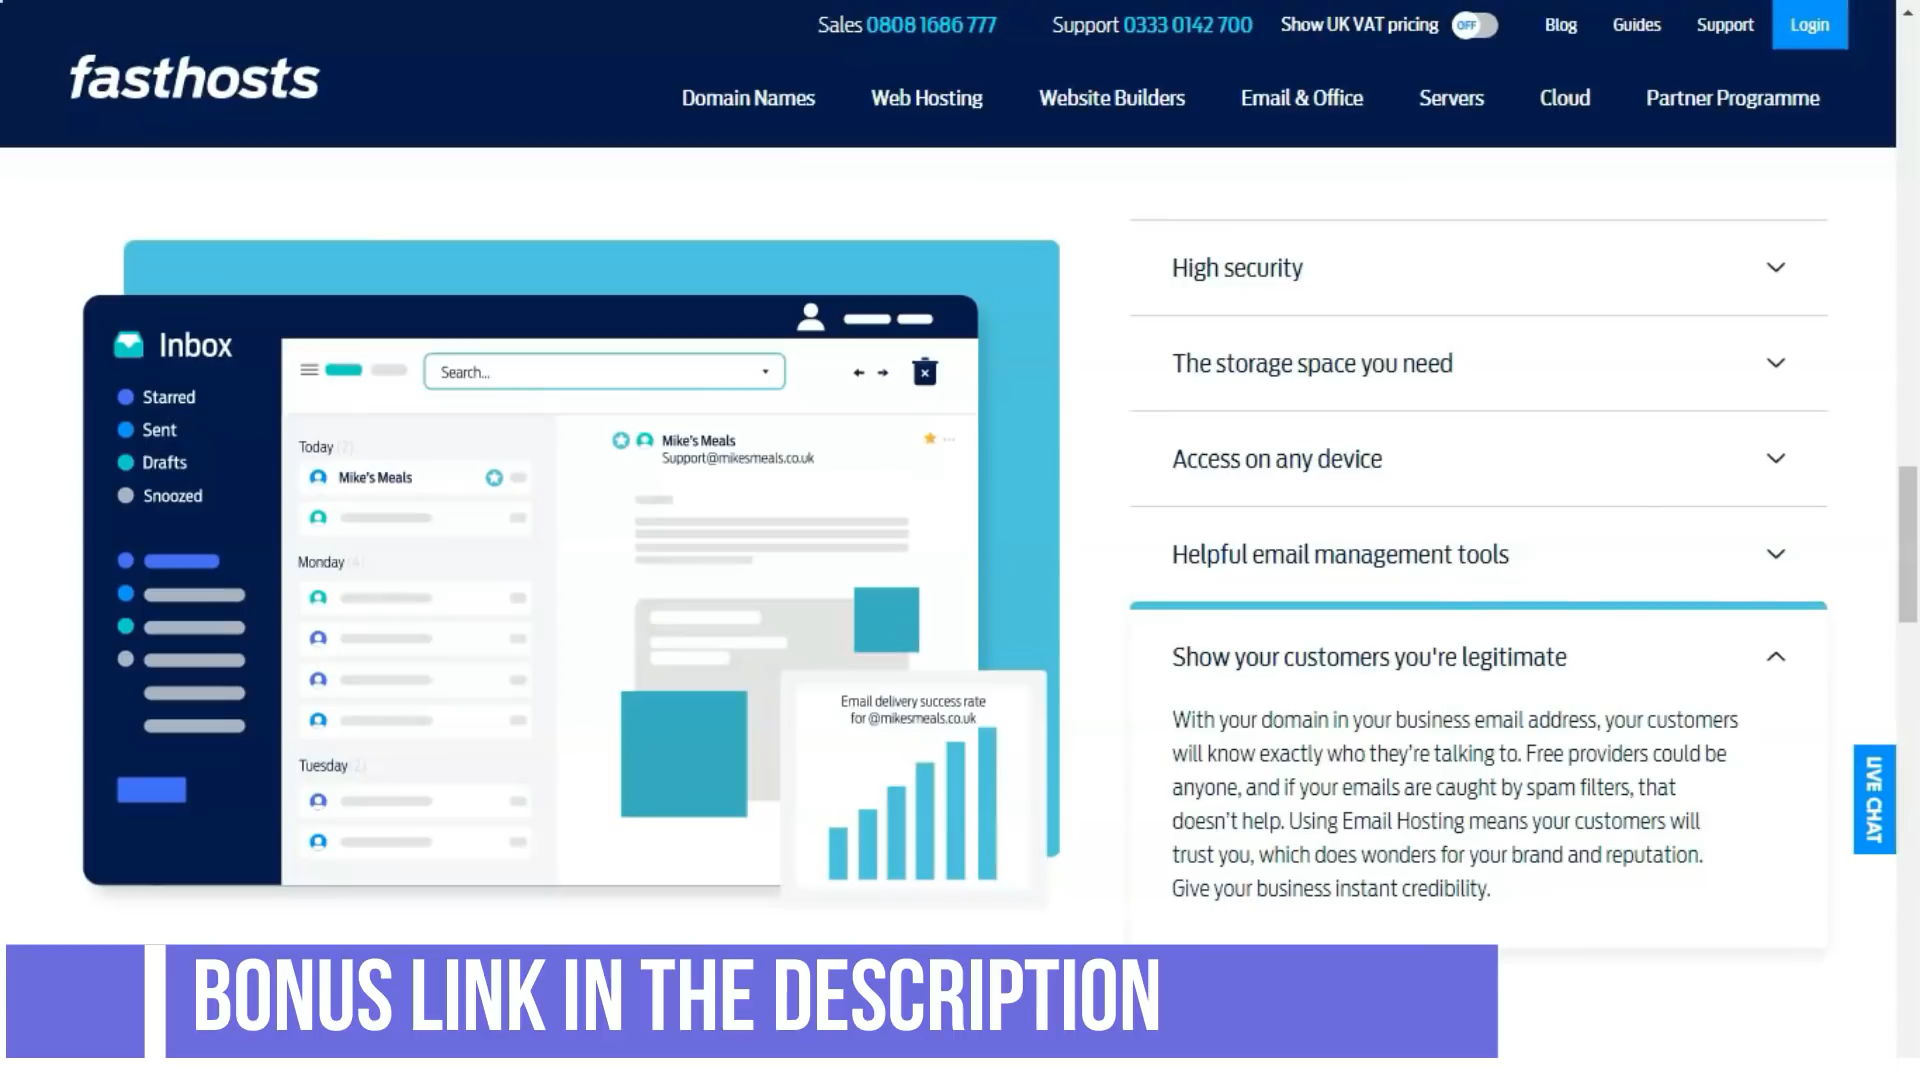 Sales 0808 1686 777
Support 0333 0142 700
Show UK VAT pricing
OFF
Blog
Guides
Support
Login
fasthosts
Domain Names
Web Hosting
Website Builders
Email & Office
Servers
Cloud
Partner Programme
Inbox
Starred
Sent
Drafts
Snoozed
Search...
Today (2)
Mike's Meals
Monday (4)
Tuesday (2)
Mike's Meals
Support@mikesmeals.co.uk
Email delivery success rate
for @mikesmeals.co.uk
High security
The storage space you need
Access on any device
Helpful email management tools
Show your customers you're legitimate
With your domain in your business email address, your customers
will know exactly who they're talking to. Free providers could be
anyone, and if your emails are caught by spam filters, that
doesn't help. Using Email Hosting means your customers will
trust you, which does wonders for your brand and reputation.
Give your business instant credibility.
LIVE CHAT
BONUS LINK IN THE DESCRIPTION